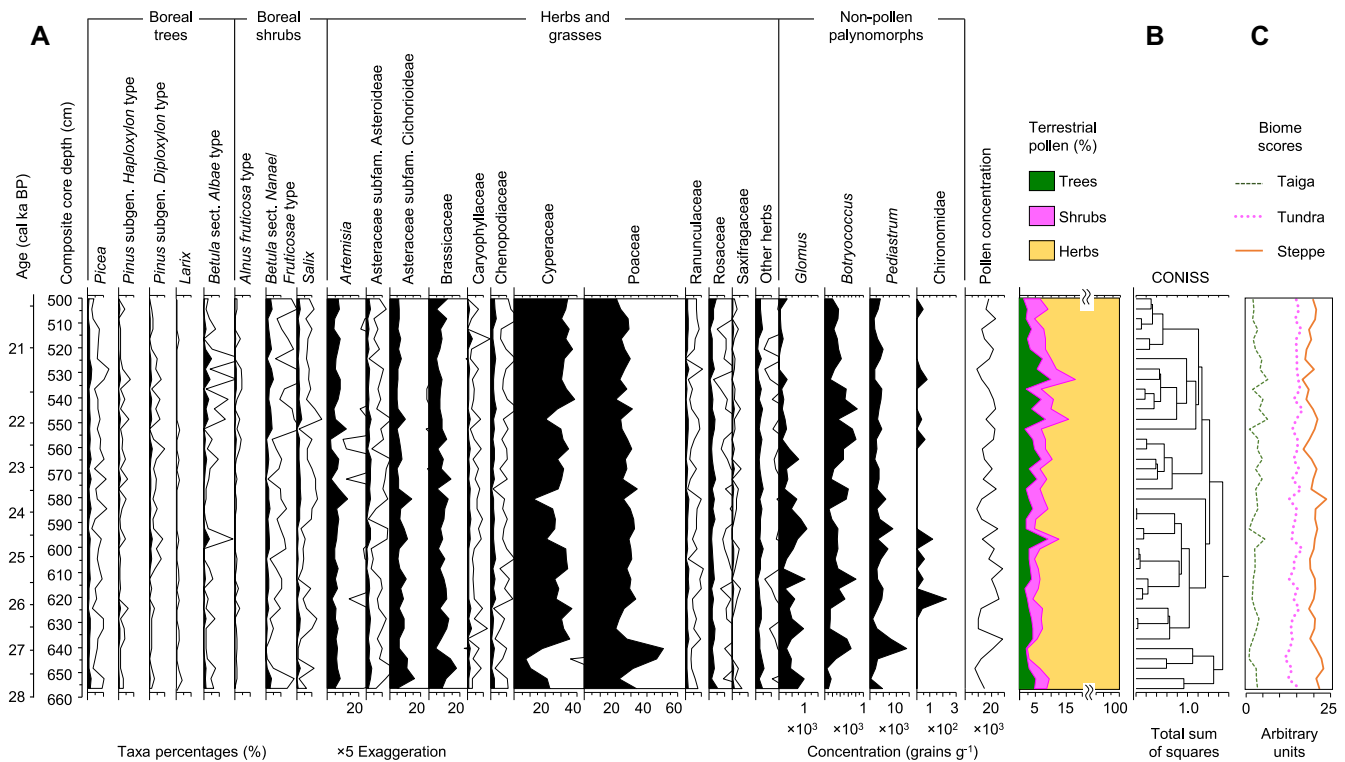 A
Boreal
trees
Boreal
shrubs
Herbs and
grasses
Non-pollen
palynomorphs
B
C
Age (cal ka BP)
Composite core depth (cm)
Picea
Pinus subgen. Haploxylon type
Pinus subgen. Diploxylon type
Larix
Betula sect. Albae type
Alnus fruticosa type
Betula sect. Nanael
Fruticosae type
Salix
Artemisia
Asteraceae subfam. Asteroideae
Asteraceae subfam. Cichorioideae
Brassicaceae
Caryophyllaceae
Chenopodiaceae
Cyperaceae
Poaceae
Ranunculaceae
Rosaceae
Saxifragaceae
Other herbs
Glomus
Botryococcus
Pediastrum
Chironomidae
Pollen concentration
Terrestrial
pollen (%)
Trees
Shrubs
Herbs
CONISS
Biome
scores
Taiga
Tundra
Steppe
21
22
23
24
25
26
27
28
500
510
520
530
540
550
560
570
580
590
600
610
620
630
640
650
660
20 20 20 20 40 20 40 60 1 1 10 1 3 20 5 15 100 1.0 0 25
×10³ ×10³ ×10³ ×10² ×10³
Taxa percentages (%) ×5 Exaggeration Concentration (grains g⁻¹)
Total sum
of squares
Arbitrary
units